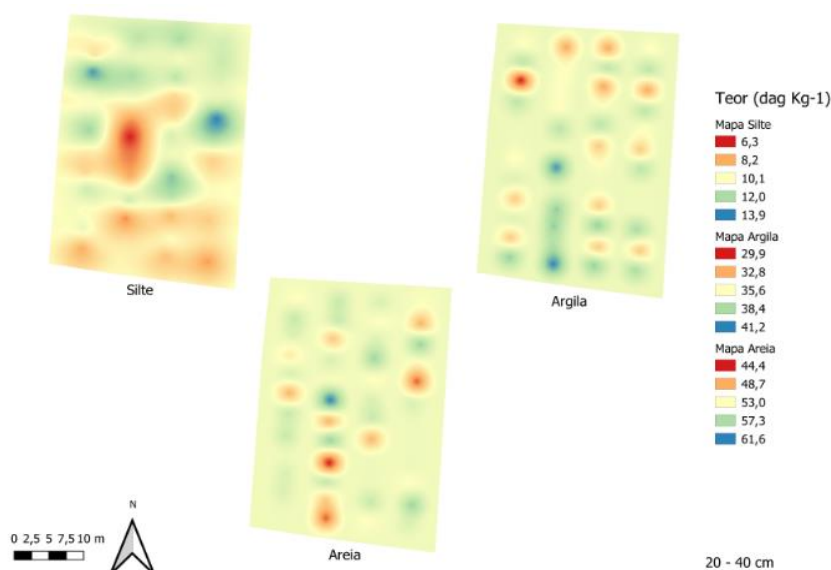 Silte
Argila
Areia
Teor (dag Kg-1)
Mapa Silte
6,3
8,2
10,1
12,0
13,9
Mapa Argila
29,9
32,8
35,6
38,4
41,2
Mapa Areia
44,4
48,7
53,0
57,3
61,6
N
0 2,5 5 7,5 10 m
20 - 40 cm